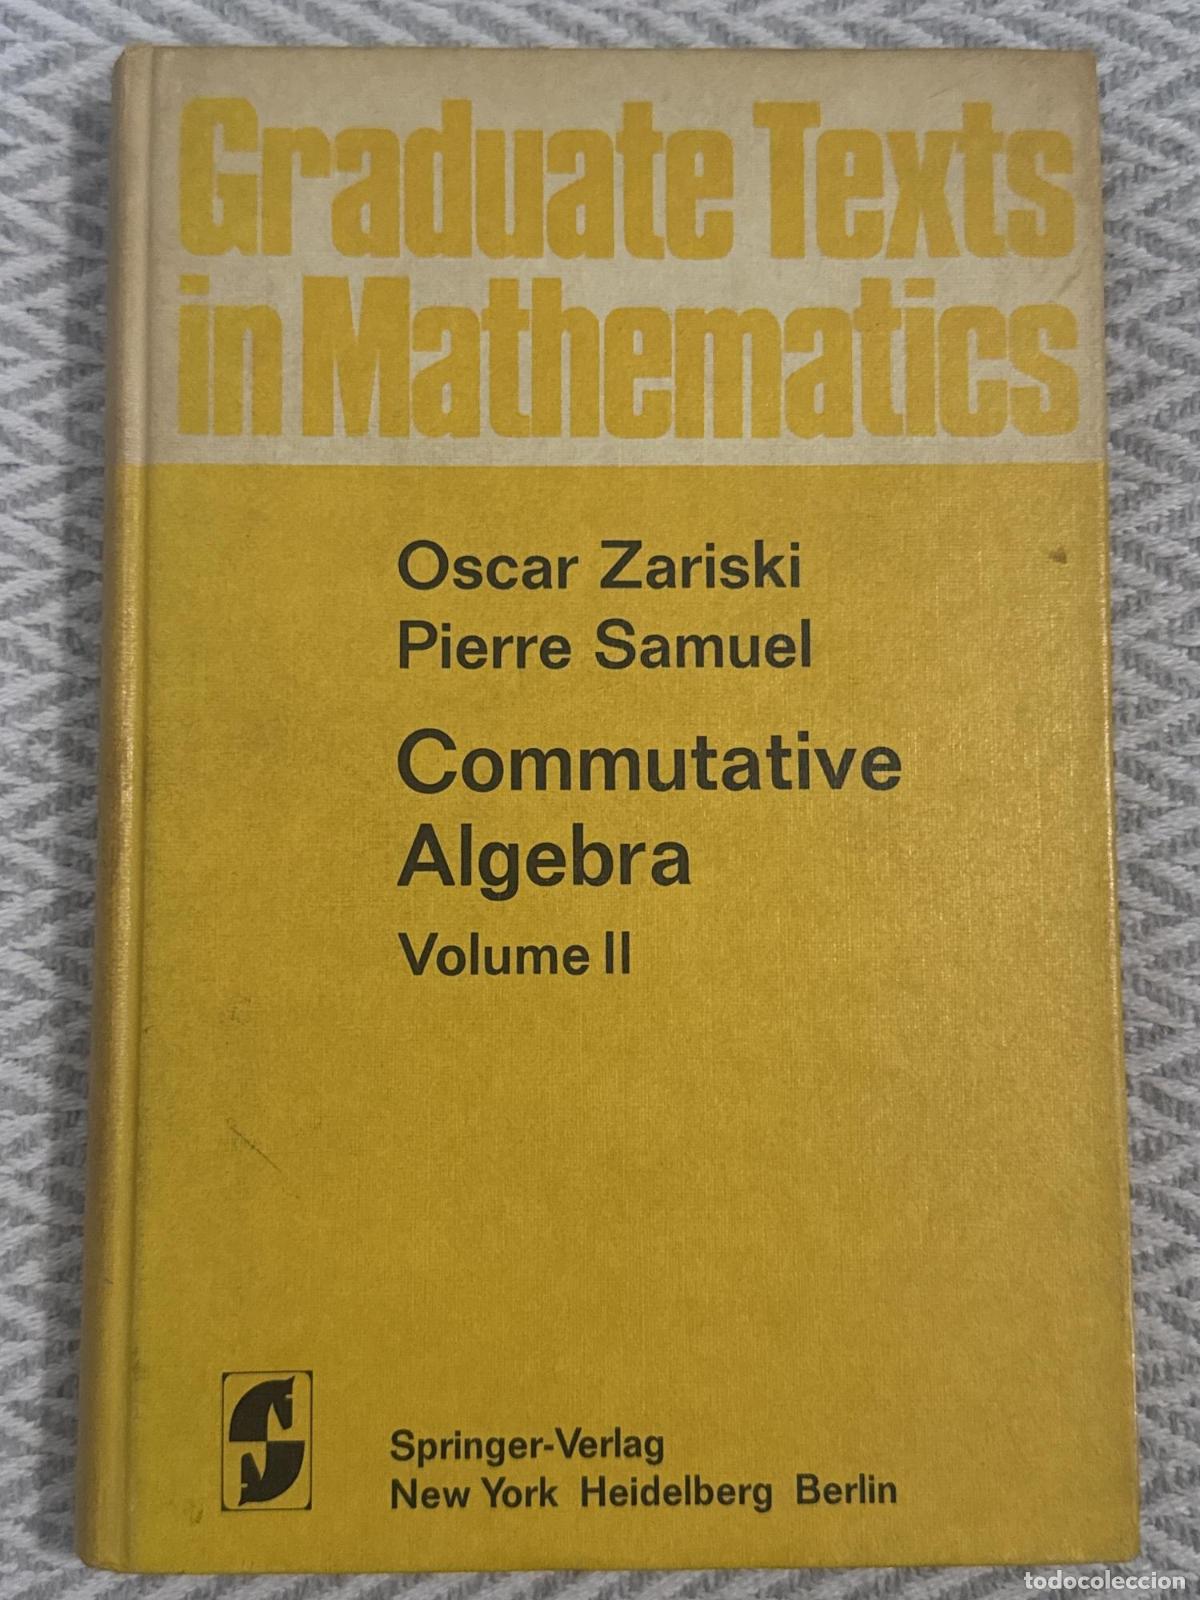 Graduate Texts
in Mathematics
Oscar Zariski
Pierre Samuel
Commutative
Algebra
Volume II
Springer-Verlag
New York Heidelberg Berlin
todocoleccion